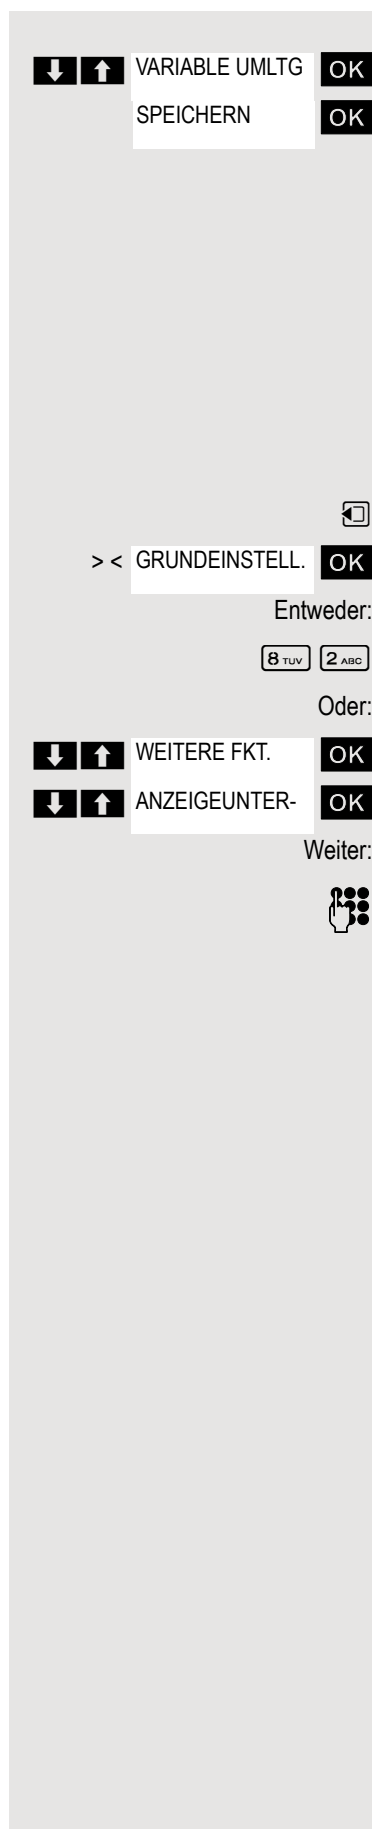 VARIABLE UMLTG OK
SPEICHERN OK
> < GRUNDEINSTELL. OK
Entweder:
8 TUV 2 ABC
Oder:
WEITERE FKT. OK
ANZEIGEUNTER- OK
Weiter: